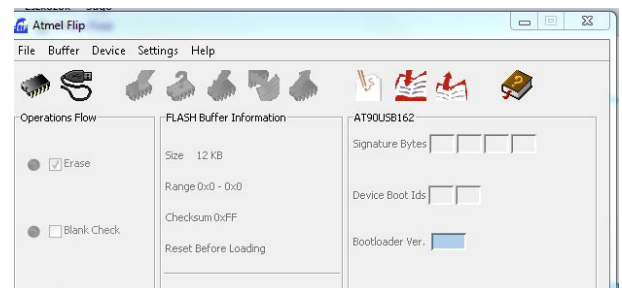 Atmel Flip
File Buffer Device Settings Help
Operations Flow
Erase
Blank Check
FLASH Buffer Information
Size 12 KB
Range 0x0 - 0x0
Checksum 0xFF
Reset Before Loading
AT90USB162
Signature Bytes
Device Boot Ids
Bootloader Ver.